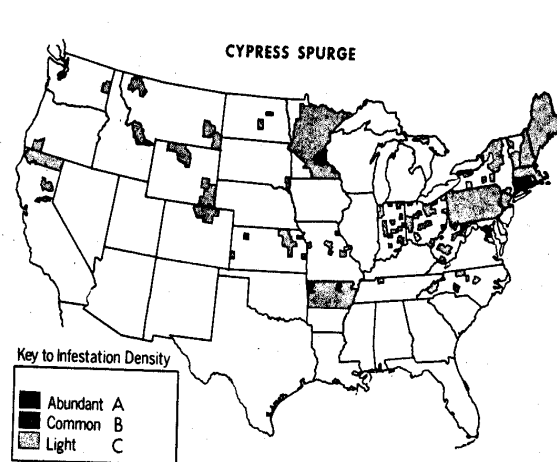 CYPRESS SPURGE
Key to Infestation Density
Abundant A
Common B
Light C